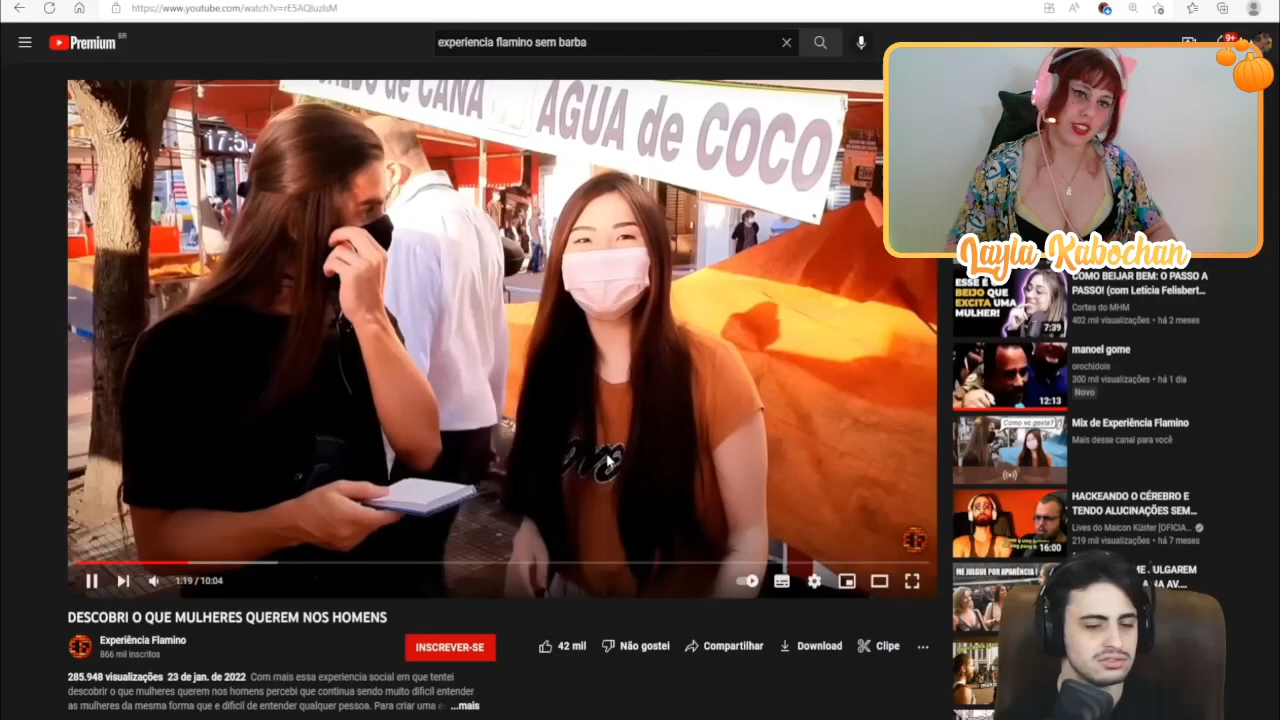 https://www.youtube.com/watch?v=rESAQluzlsM
Premium BR
experiencia flamino sem barba
9+
CALDO de CANA
AGUA de COCO
17:5
Layla Kabochan
1:19 / 10:04
DESCOBRI O QUE MULHERES QUEREM NOS HOMENS
Experiência Flamino
866 mil inscritos
INSCREVER-SE
42 mil
Não gostei
Compartilhar
Download
Clipe
285.948 visualizações 23 de jan. de 2022 Com mais essa experiencia social em que tentei
descobrir o que mulheres querem nos homens percebi que continua sendo muito dificil entender
as mulheres da mesma forma que e dificil de entender qualquer pessoa. Para criar uma e ...mais
BEIJO QUE
EXCITA UMA
MULHER!
7:39
COMO BEIJAR BEM: O PASSO A
PASSO! (com Letícia Felisbert...
Cortes do MHM
402 mil visualizações • há 2 meses
12:13
manoel gome
orochidois
300 mil visualizações • há 1 dia
Novo
Como vc gosta?
Mix de Experiência Flamino
Mais desse canal para você
16:00
HACKEANDO O CÉREBRO E
TENDO ALUCINAÇÕES SEM...
Lives do Maicon Küster [OFICIA...
219 mil visualizações • há 7 meses
ME JULGUE POR APARÊNCIA!
ME JULGAREM